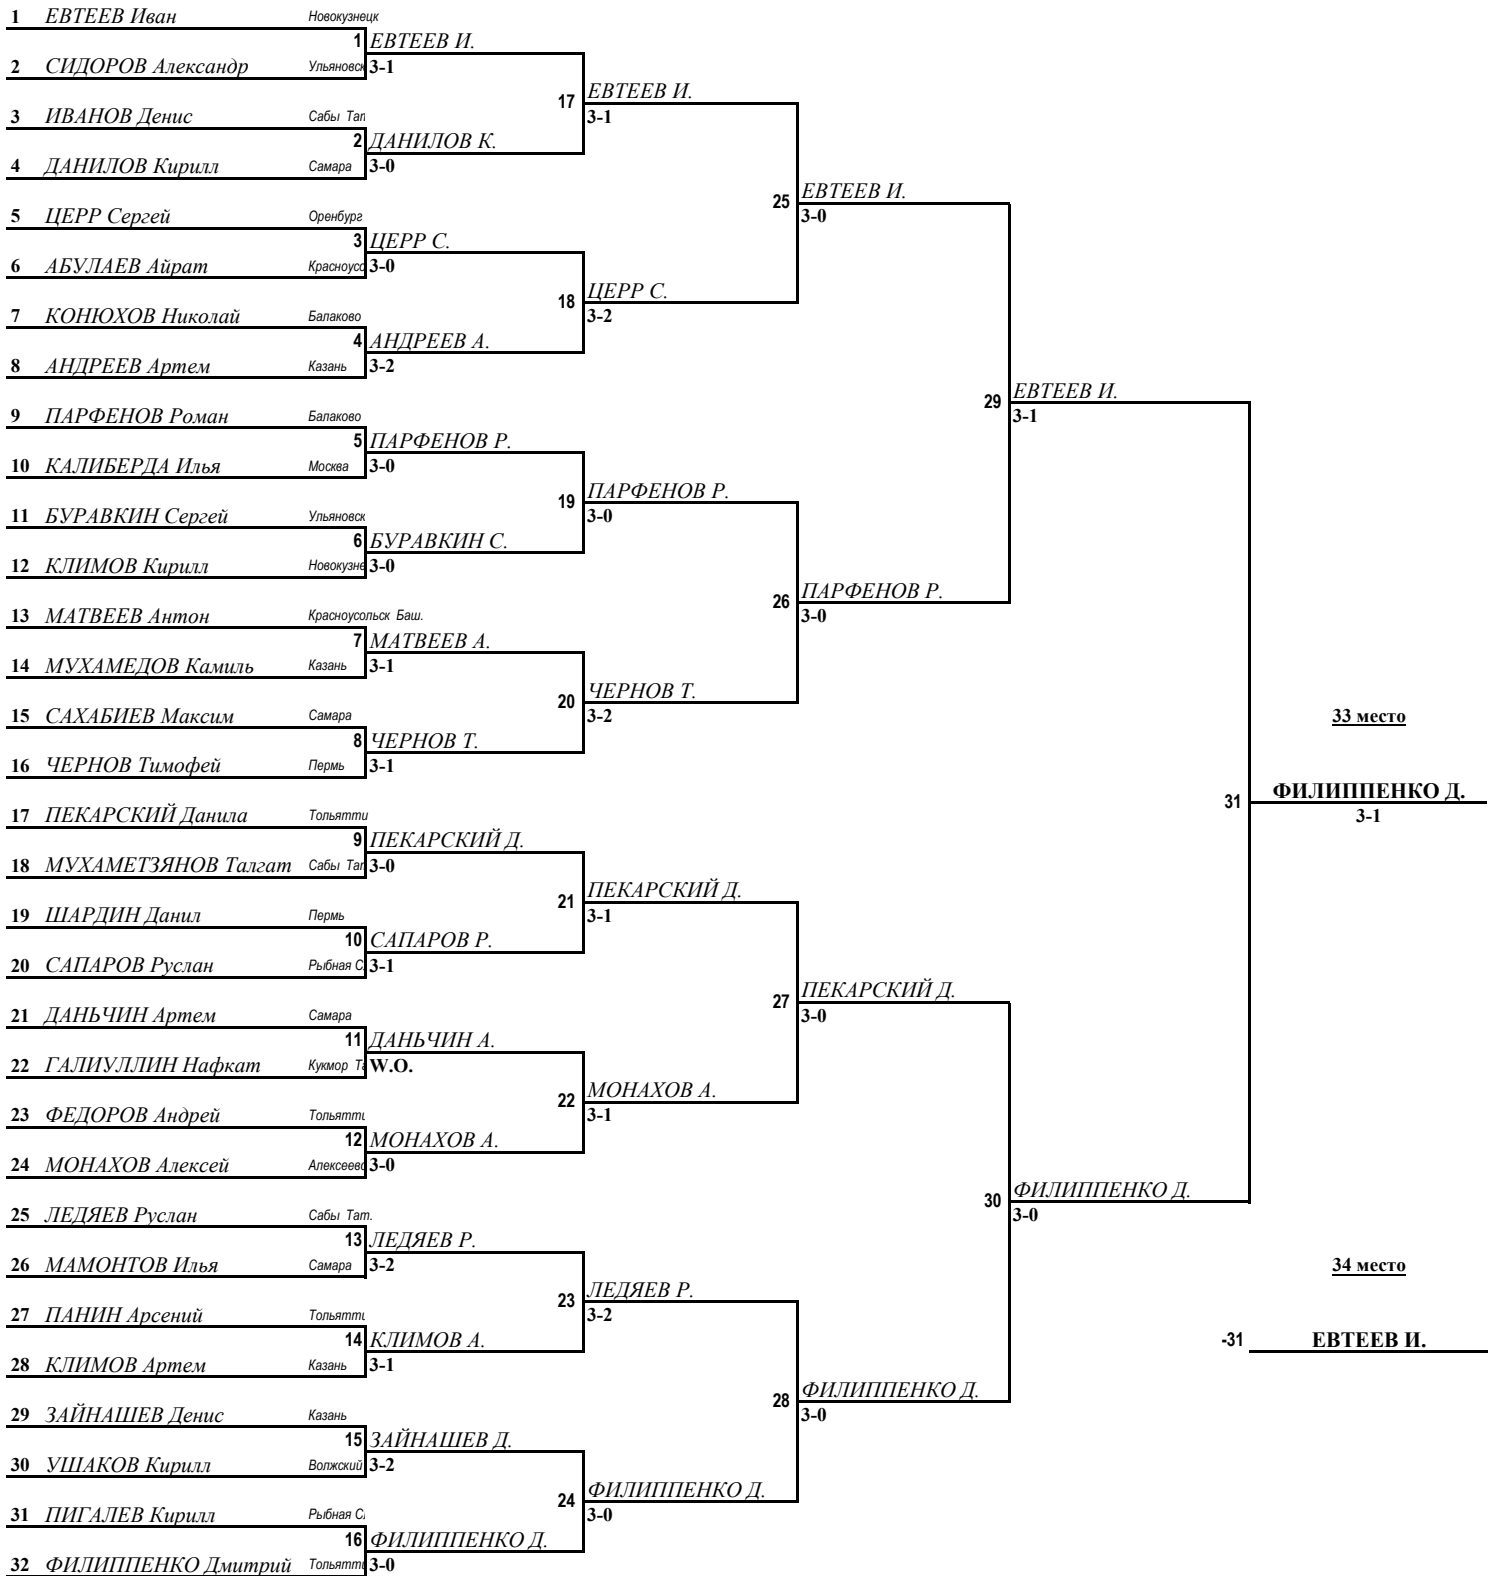 1 ЕВТЕЕВ Иван Новокузнецк
1 ЕВТЕЕВ И.
2 СИДОРОВ Александр Ульяновск 3-1
17 ЕВТЕЕВ И.
3 ИВАНОВ Денис Сабы Тат 3-1
2 ДАНИЛОВ К.
4 ДАНИЛОВ Кирилл Самара 3-0
25 ЕВТЕЕВ И.
5 ЦЕРР Сергей Оренбург 3-0
3 ЦЕРР С.
6 АБУЛАЕВ Айрат Красноусо 3-0
18 ЦЕРР С.
7 КОНЮХОВ Николай Балаково 3-2
4 АНДРЕЕВ А.
8 АНДРЕЕВ Артем Казань 3-2
29 ЕВТЕЕВ И.
9 ПАРФЕНОВ Роман Балаково 3-1
5 ПАРФЕНОВ Р.
10 КАЛИБЕРДА Илья Москва 3-0
19 ПАРФЕНОВ Р.
11 БУРАВКИН Сергей Ульяновск 3-0
6 БУРАВКИН С.
12 КЛИМОВ Кирилл Новокузне 3-0
26 ПАРФЕНОВ Р.
13 МАТВЕЕВ Антон Красноусольск Баш. 3-0
7 МАТВЕЕВ А.
14 МУХАМЕДОВ Камиль Казань 3-1
20 ЧЕРНОВ Т.
15 САХАБИЕВ Максим Самара 3-2 33 место
8 ЧЕРНОВ Т.
16 ЧЕРНОВ Тимофей Пермь 3-1
31 ФИЛИППЕНКО Д.
17 ПЕКАРСКИЙ Данила Тольятти 3-1
9 ПЕКАРСКИЙ Д.
18 МУХАМЕТЗЯНОВ Талгат Сабы Тат 3-0
21 ПЕКАРСКИЙ Д.
19 ШАРДИН Данил Пермь 3-1
10 САПАРОВ Р.
20 САПАРОВ Руслан Рыбная С 3-1
27 ПЕКАРСКИЙ Д.
21 ДАНЬЧИН Артем Самара 3-0
11 ДАНЬЧИН А.
22 ГАЛИУЛЛИН Нафкат Кукмор Та W.O.
22 МОНАХОВ А.
23 ФЕДОРОВ Андрей Тольятти 3-1
12 МОНАХОВ А.
24 МОНАХОВ Алексей Алексеевс 3-0
30 ФИЛИППЕНКО Д.
25 ЛЕДЯЕВ Руслан Сабы Тат. 3-0
13 ЛЕДЯЕВ Р.
26 МАМОНТОВ Илья Самара 3-2 34 место
23 ЛЕДЯЕВ Р.
27 ПАНИН Арсений Тольятти 3-2
14 КЛИМОВ А. -31 ЕВТЕЕВ И.
28 КЛИМОВ Артем Казань 3-1
28 ФИЛИППЕНКО Д.
29 ЗАЙНАШЕВ Денис Казань 3-0
15 ЗАЙНАШЕВ Д.
30 УШАКОВ Кирилл Волжский 3-2
24 ФИЛИППЕНКО Д.
31 ПИГАЛЕВ Кирилл Рыбная Сл 3-0
16 ФИЛИППЕНКО Д.
32 ФИЛИППЕНКО Дмитрий Тольятти 3-0